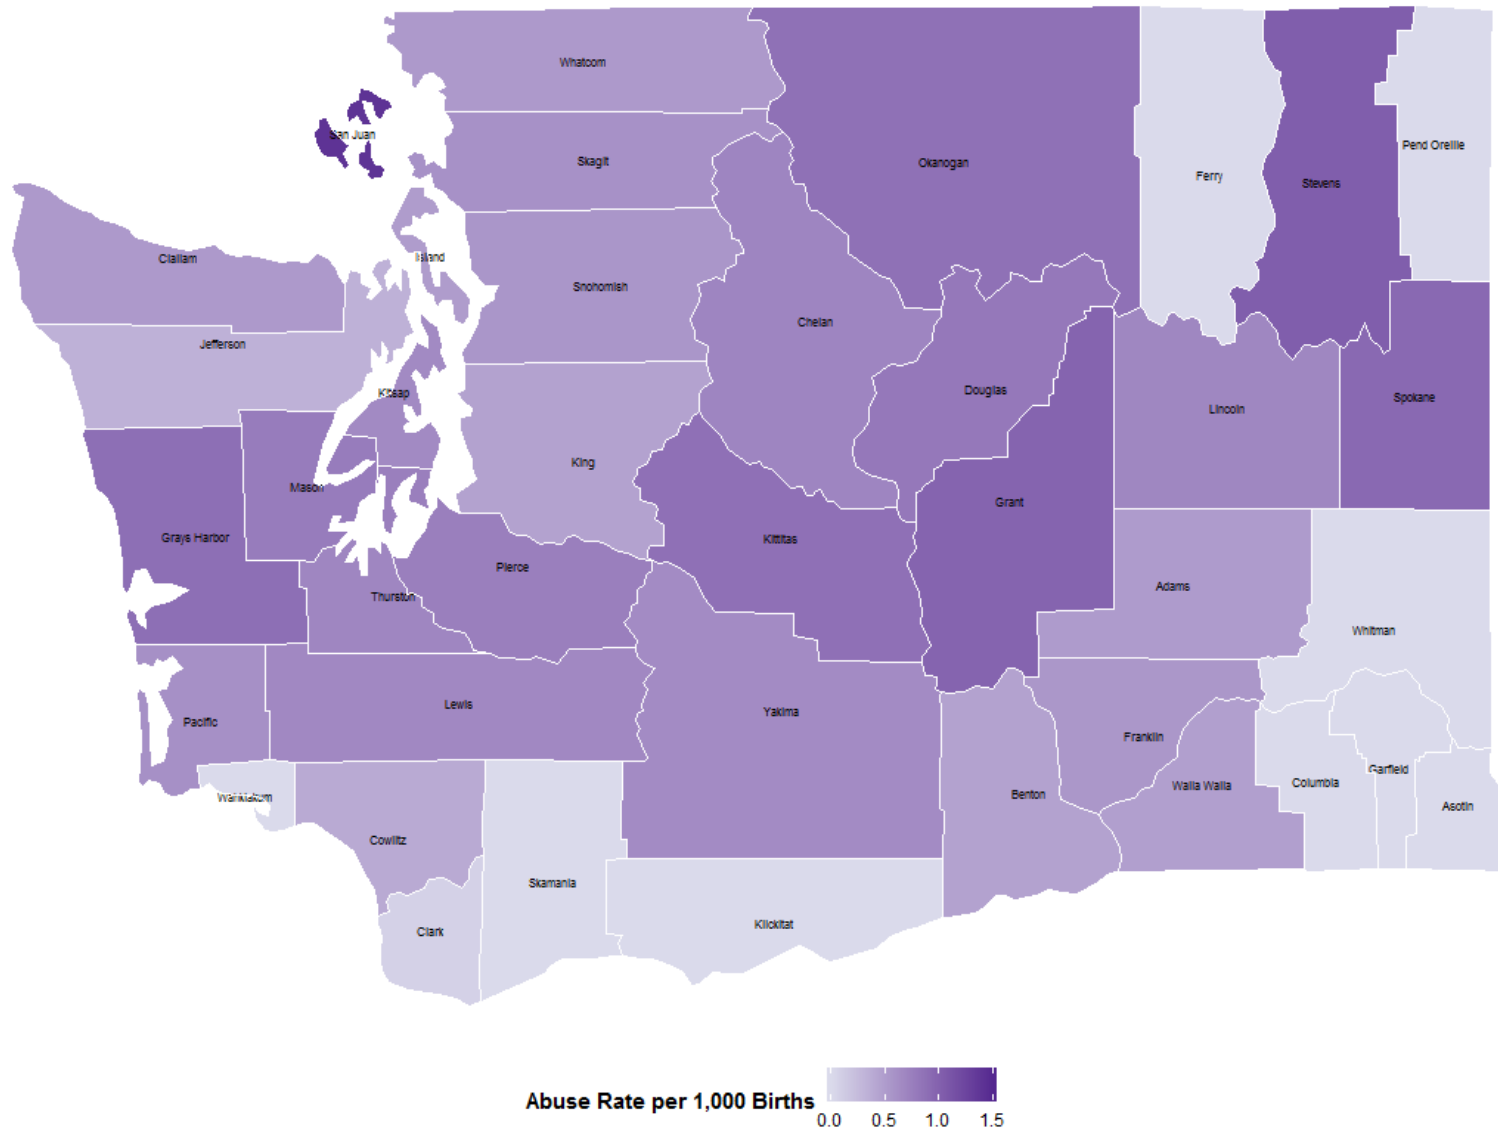 Whatcom
San Juan
Skagit
Okanogan
Ferry
Stevens
Pend Oreille
Clallam
Island
Snohomish
Chelan
Jefferson
Kitsap
Douglas
Lincoln
Spokane
King
Mason
Grant
Grays Harbor
Kittitas
Pierce
Thurston
Adams
Whitman
Pacific
Lewis
Yakima
Franklin
Wahkiakum
Benton
Walla Walla
Columbia
Garfield
Asotin
Cowlitz
Skamania
Clark
Klickitat
Abuse Rate per 1,000 Births
0.0 0.5 1.0 1.5